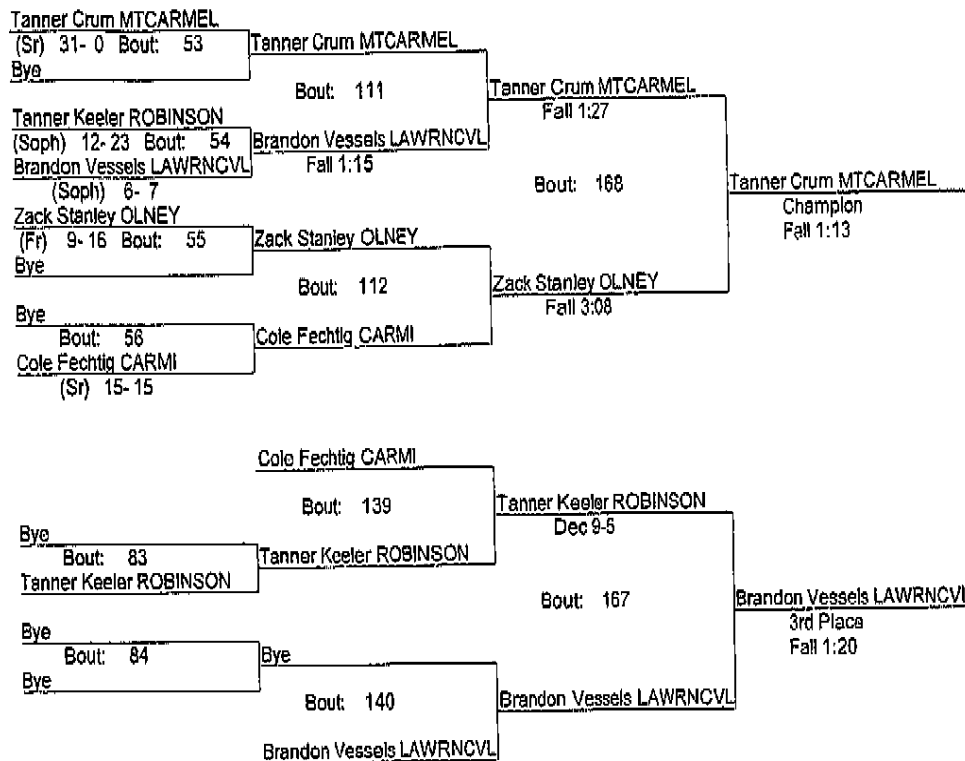 Tanner Crum MTCARMEL
(Sr) 31- 0 Bout: 53
Bye
Tanner Crum MTCARMEL
Bout: 111
Tanner Keeler ROBINSON
(Soph) 12- 23 Bout: 54
Brandon Vessels LAWRNCVL
(Soph) 6- 7
Brandon Vessels LAWRNCVL
Fall 1:15
Tanner Crum MTCARMEL
Fall 1:27
Bout: 168
Tanner Crum MTCARMEL
Champion
Fall 1:13
Zack Stanley OLNEY
(Fr) 9- 16 Bout: 55
Bye
Zack Stanley OLNEY
Bout: 112
Zack Stanley OLNEY
Fall 3:08
Bye
Bout: 56
Cole Fechtig CARMI
(Sr) 15- 15
Cole Fechtig CARMI
Cole Fechtig CARMI
Bout: 139
Tanner Keeler ROBINSON
Dec 9-5
Bye
Bout: 83
Tanner Keeler ROBINSON
Tanner Keeler ROBINSON
Bout: 167
Brandon Vessels LAWRNCVL
3rd Place
Fall 1:20
Bye
Bout: 84
Bye
Bye
Bout: 140
Brandon Vessels LAWRNCVL
Brandon Vessels LAWRNCVL